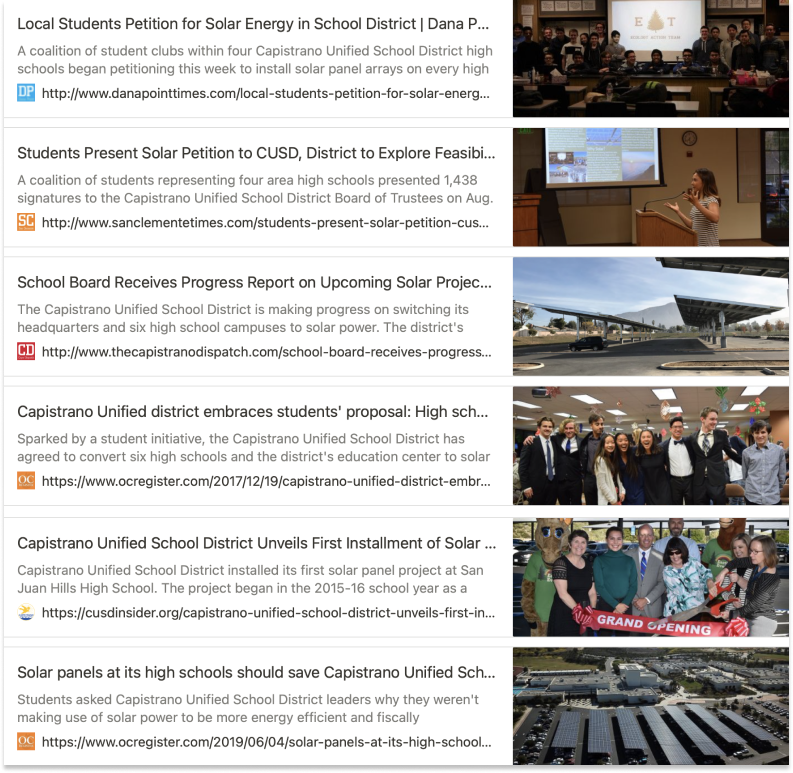 Local Students Petition for Solar Energy in School District | Dana P...
A coalition of student clubs within four Capistrano Unified School District high
schools began petitioning this week to install solar panel arrays on every high
DP http://www.danapointtimes.com/local-students-petition-for-solar-energ...
E A T
ECOLOGY ACTION TEAM
Students Present Solar Petition to CUSD, District to Explore Feasibi...
A coalition of students representing four area high schools presented 1,438
signatures to the Capistrano Unified School District Board of Trustees on Aug.
SC http://www.sanclementetimes.com/students-present-solar-petition-cus...
School Board Receives Progress Report on Upcoming Solar Projec...
The Capistrano Unified School District is making progress on switching its
headquarters and six high school campuses to solar power. The district's
CD http://www.thecapistranodispatch.com/school-board-receives-progress...
Capistrano Unified district embraces students' proposal: High sch...
Sparked by a student initiative, the Capistrano Unified School District has
agreed to convert six high schools and the district's education center to solar
OC https://www.ocregister.com/2017/12/19/capistrano-unified-district-embr...
Capistrano Unified School District Unveils First Installment of Solar ...
Capistrano Unified School District installed its first solar panel project at San
Juan Hills High School. The project began in the 2015-16 school year as a
https://cusdinsider.org/capistrano-unified-school-district-unveils-first-in...
GRAND OPENING
Solar panels at its high schools should save Capistrano Unified Sch...
Students asked Capistrano Unified School District leaders why they weren't
making use of solar power to be more energy efficient and fiscally
OC https://www.ocregister.com/2019/06/04/solar-panels-at-its-high-school...